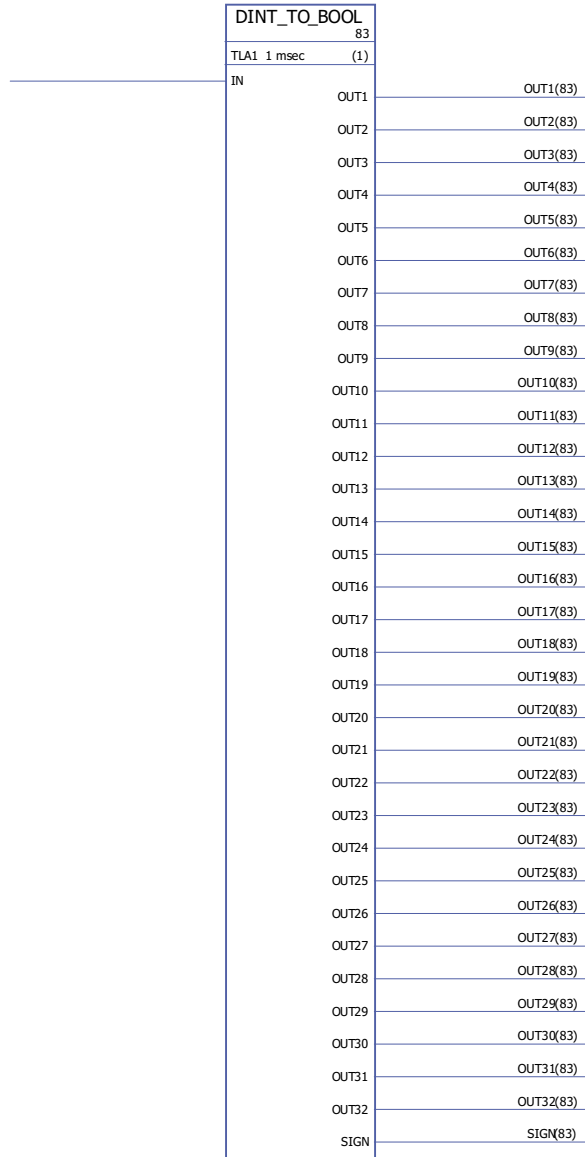 DINT_TO_BOOL
83
TLA1 1 msec (1)
IN
OUT1 OUT1(83)
OUT2 OUT2(83)
OUT3 OUT3(83)
OUT4 OUT4(83)
OUT5 OUT5(83)
OUT6 OUT6(83)
OUT7 OUT7(83)
OUT8 OUT8(83)
OUT9 OUT9(83)
OUT10 OUT10(83)
OUT11 OUT11(83)
OUT12 OUT12(83)
OUT13 OUT13(83)
OUT14 OUT14(83)
OUT15 OUT15(83)
OUT16 OUT16(83)
OUT17 OUT17(83)
OUT18 OUT18(83)
OUT19 OUT19(83)
OUT20 OUT20(83)
OUT21 OUT21(83)
OUT22 OUT22(83)
OUT23 OUT23(83)
OUT24 OUT24(83)
OUT25 OUT25(83)
OUT26 OUT26(83)
OUT27 OUT27(83)
OUT28 OUT28(83)
OUT29 OUT29(83)
OUT30 OUT30(83)
OUT31 OUT31(83)
OUT32 OUT32(83)
SIGN SIGN(83)